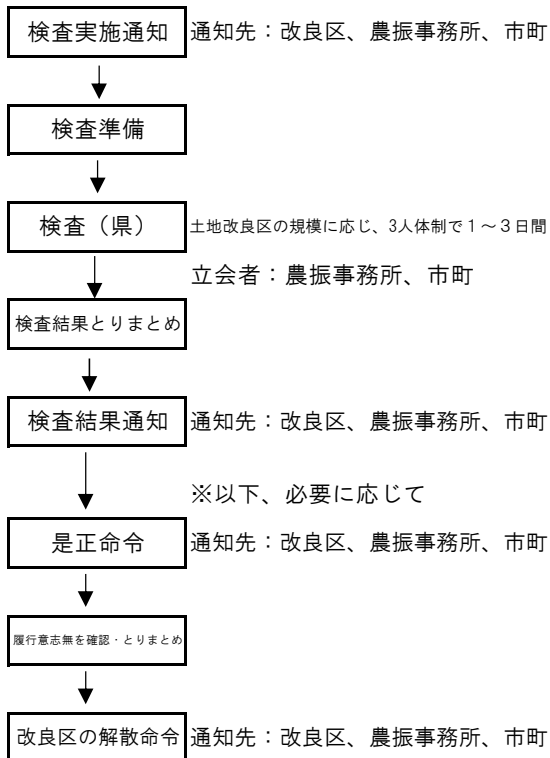 検査実施通知 通知先：改良区、農振事務所、市町
検査準備
検査（県） 土地改良区の規模に応じ、3人体制で１～３日間
立会者：農振事務所、市町
検査結果とりまとめ
検査結果通知 通知先：改良区、農振事務所、市町
※以下、必要に応じて
是正命令 通知先：改良区、農振事務所、市町
履行意志無を確認・とりまとめ
改良区の解散命令 通知先：改良区、農振事務所、市町